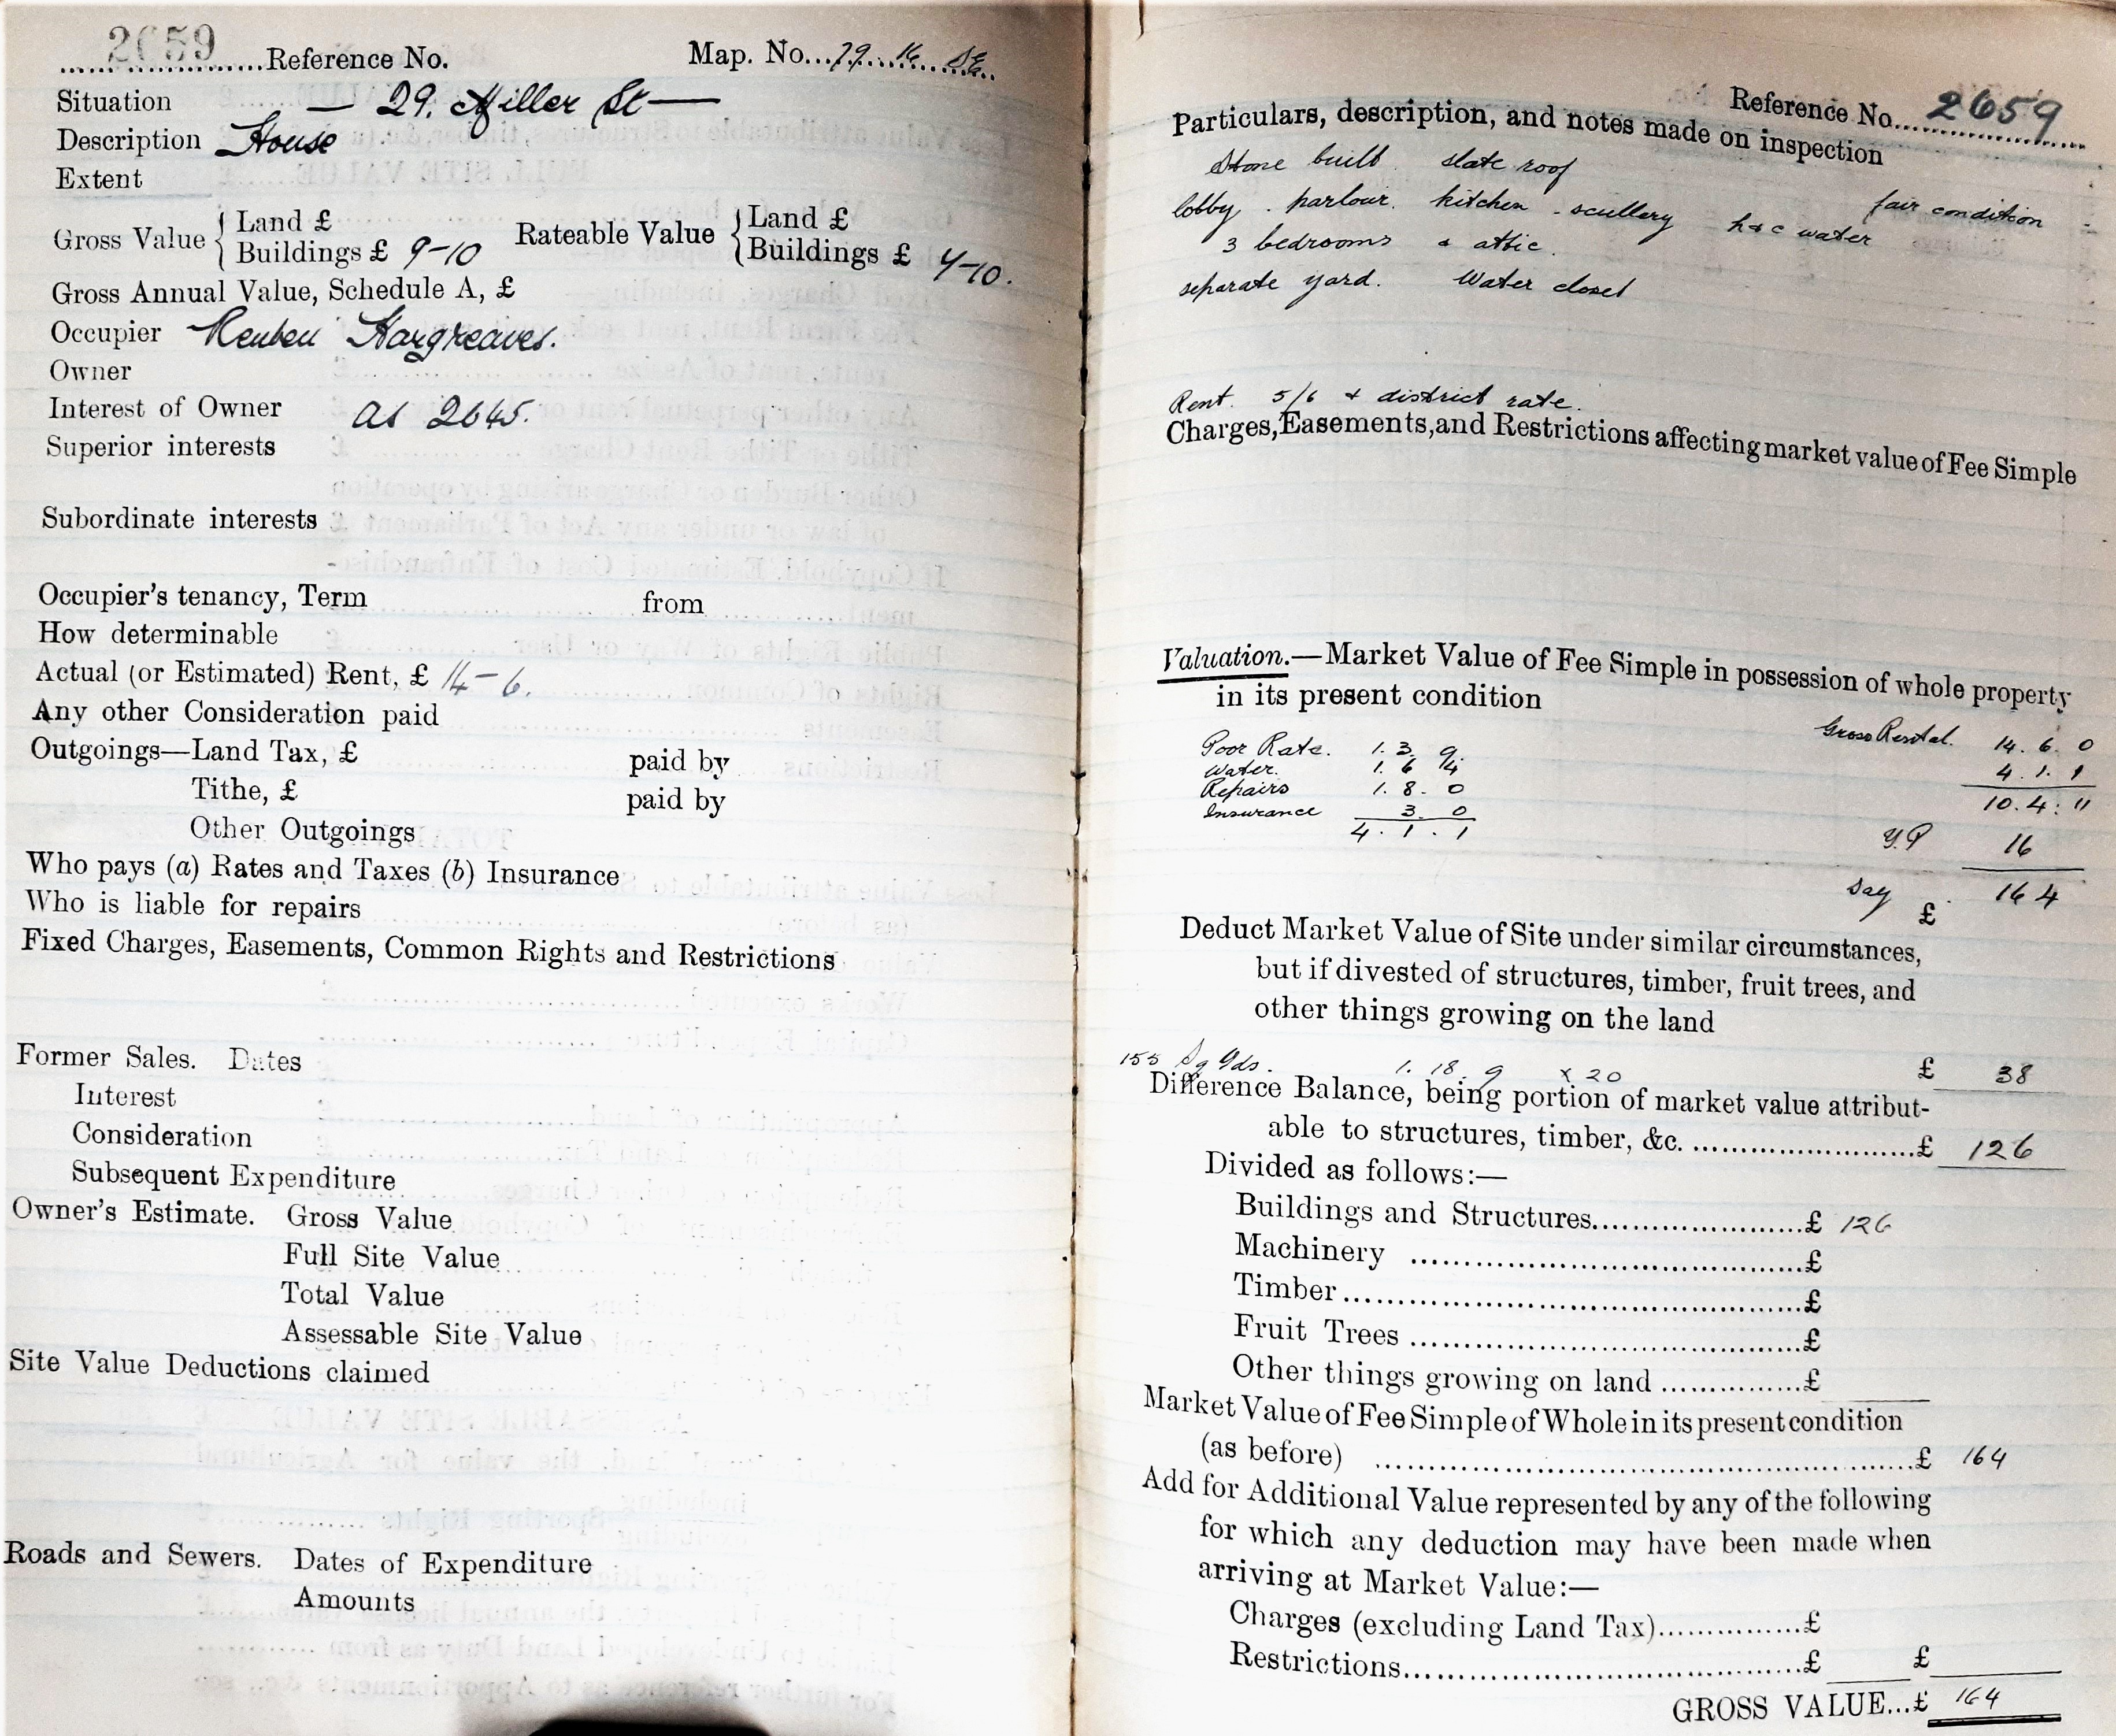 2659 Reference No. Map. No. 79 16 SE
Situation — 29. Miller St —
Description House
Extent
Gross Value { Land £
Buildings £ 9-10
Rateable Value { Land £
Buildings £ 7-10.
Gross Annual Value, Schedule A, £
Occupier Reuben Hargreaves.
Owner
Interest of Owner as 2645.
Superior interests
Subordinate interests
Occupier's tenancy, Term from
How determinable
Actual (or Estimated) Rent, £ 14-6.
Any other Consideration paid
Outgoings—Land Tax, £ paid by
Tithe, £ paid by
Other Outgoings
Who pays (a) Rates and Taxes (b) Insurance
Who is liable for repairs
Fixed Charges, Easements, Common Rights and Restrictions
Former Sales. Dates
Interest
Consideration
Subsequent Expenditure
Owner's Estimate. Gross Value
Full Site Value
Total Value
Assessable Site Value
Site Value Deductions claimed
Roads and Sewers. Dates of Expenditure
Amounts
Reference No. 2659
Particulars, description, and notes made on inspection
Stone built slate roof
fair condition
lobby. parlour. kitchen - scullery h & c water
3 bedrooms & attic.
separate yard. Water closet
Rent. 5/6 + district rate.
Charges, Easements, and Restrictions affecting market value of Fee Simple
Valuation.—Market Value of Fee Simple in possession of whole property
in its present condition
Gross Rental. 14. 6. 0
Poor Rate. 1. 3 9
4. 1. 1
Water. 1. 6 4
Repairs 1. 8. 0
10. 4. 11
Insurance 3. 0
4. 1. 1
Y.P 16
Say £ 164
Deduct Market Value of Site under similar circumstances,
but if divested of structures, timber, fruit trees, and
other things growing on the land
155 Sq Yds. 1. 18. 9 x 20 £ 38
Difference Balance, being portion of market value attribut-
able to structures, timber, &c. £ 126
Divided as follows:—
Buildings and Structures £ 126
Machinery £
Timber £
Fruit Trees £
Other things growing on land £
Market Value of Fee Simple of Whole in its present condition
(as before) £ 164
Add for Additional Value represented by any of the following
for which any deduction may have been made when
arriving at Market Value:—
Charges (excluding Land Tax) £
Restrictions £ £
GROSS VALUE...£ 164